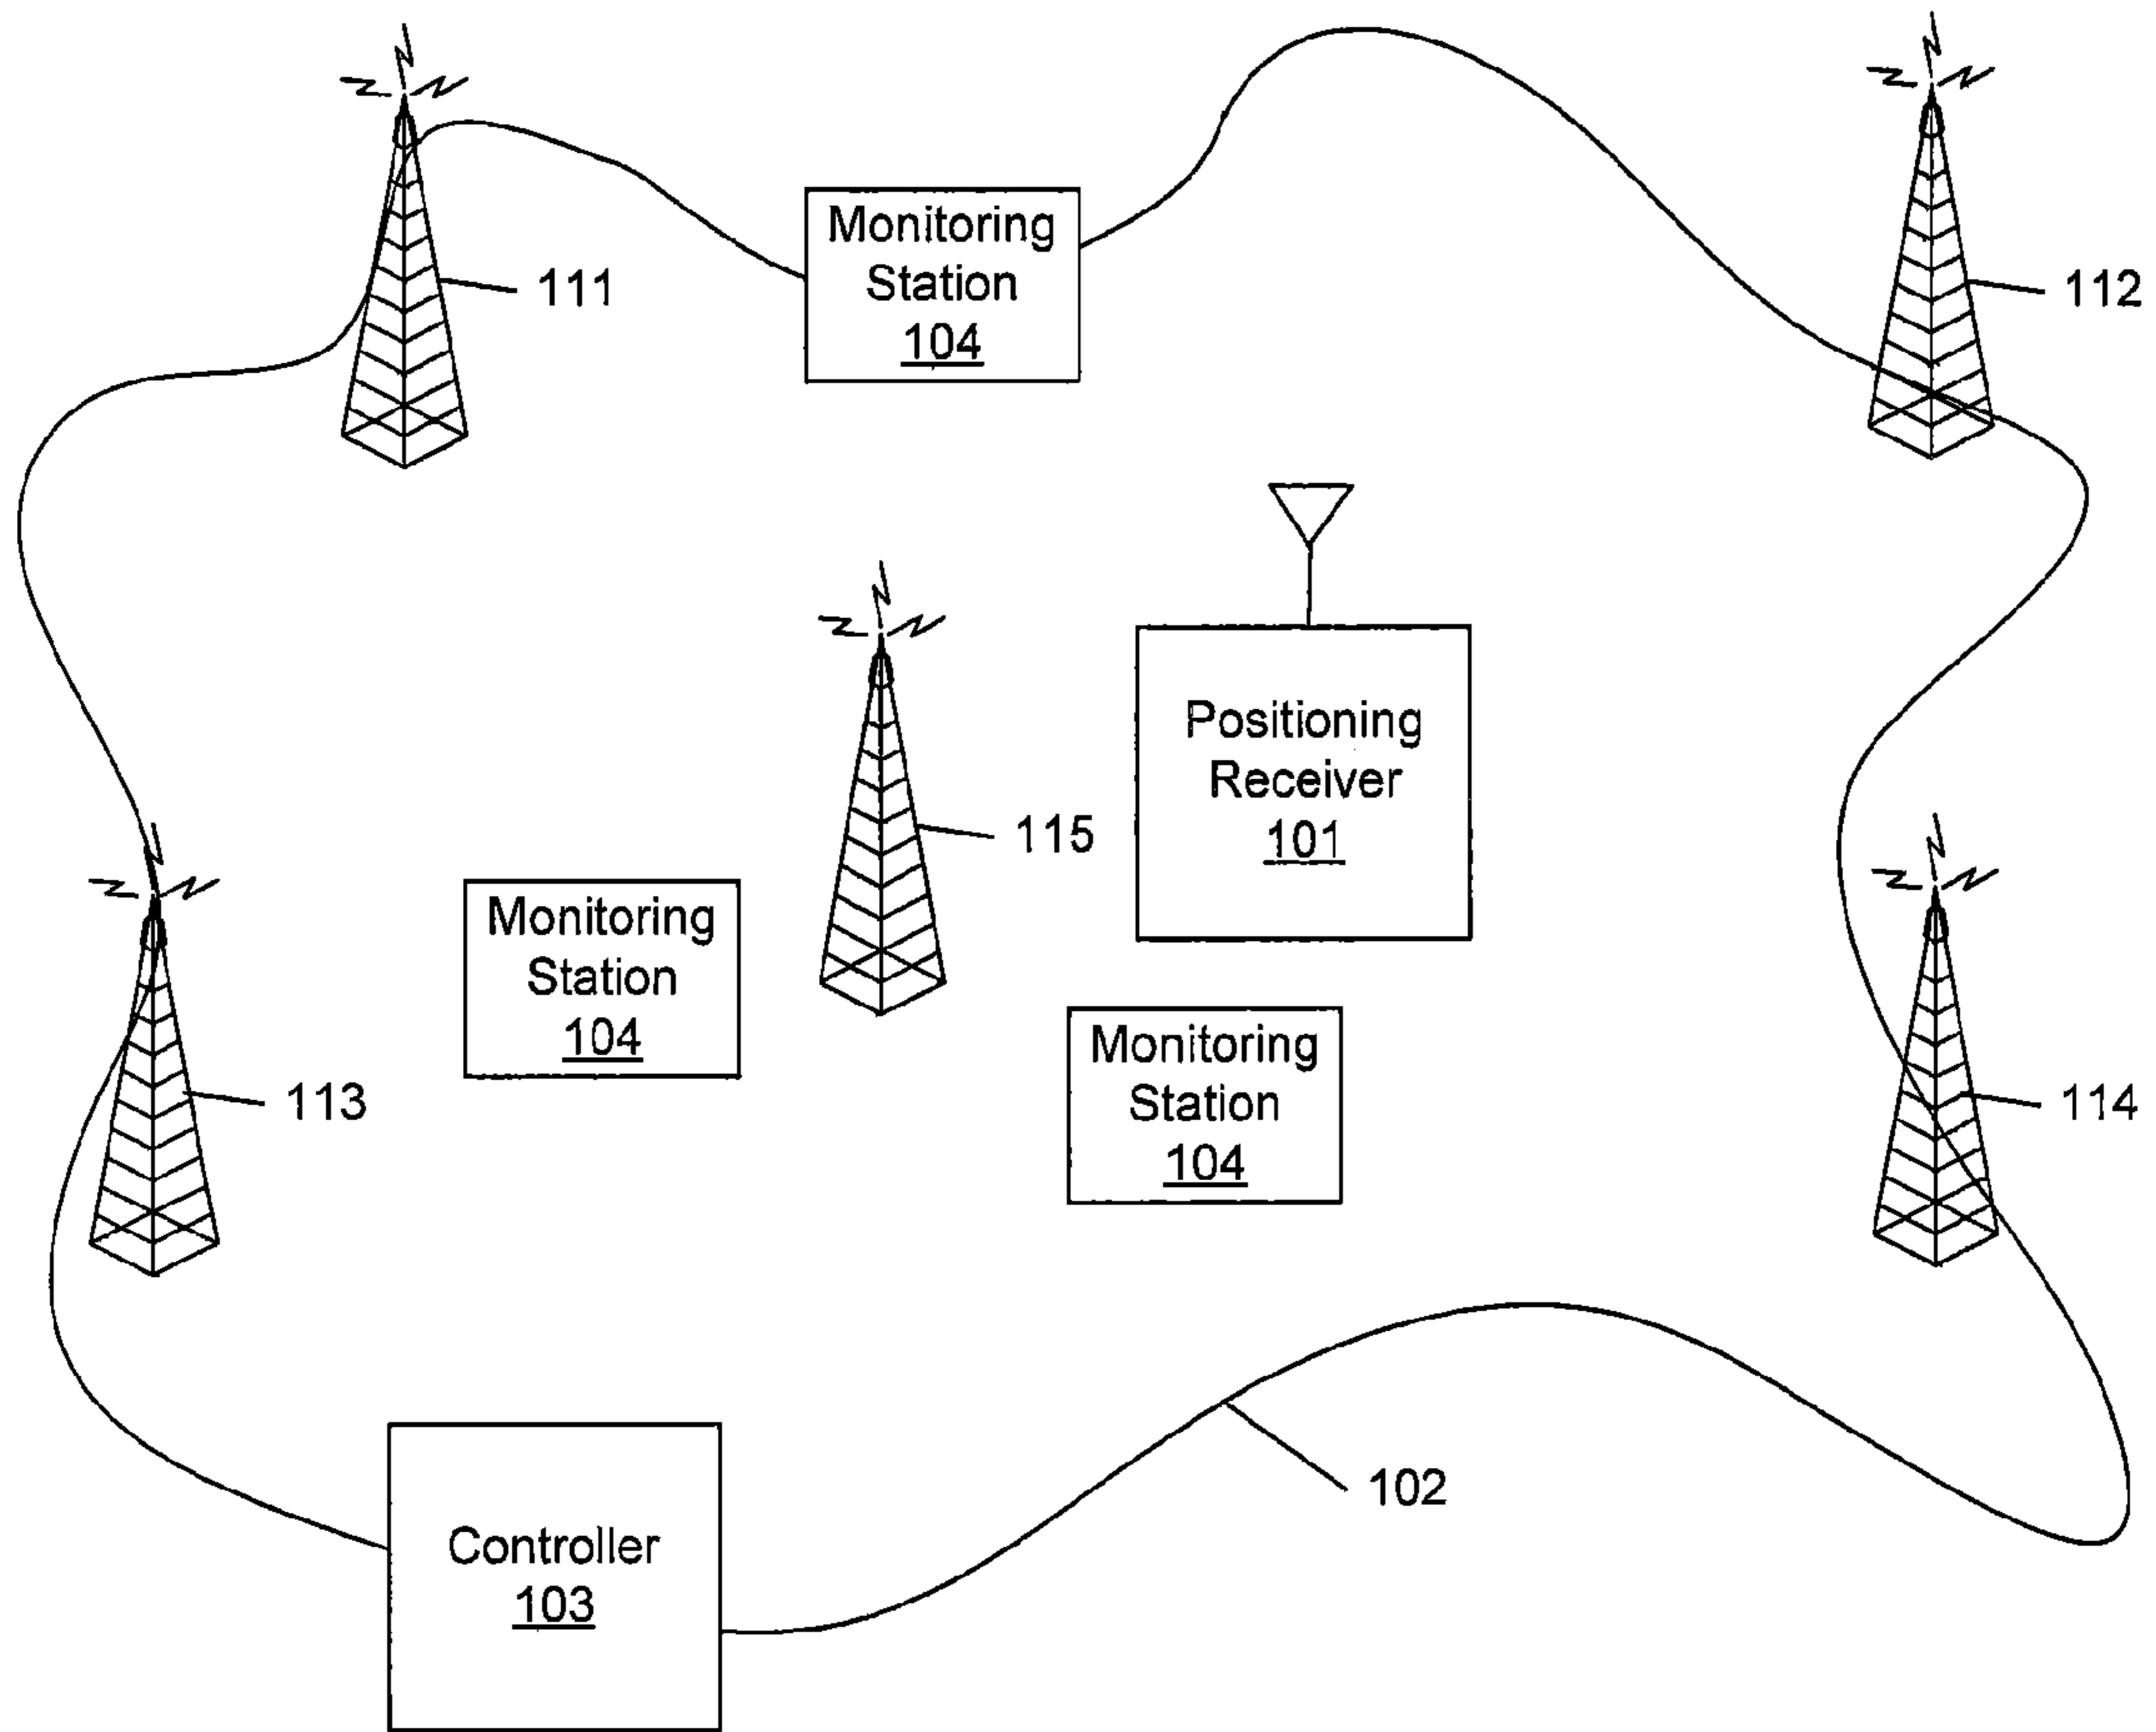 Monitoring
Station
104
111
112
Positioning
Receiver
101
115
Monitoring
Station
104
Monitoring
Station
104
113
114
102
Controller
103